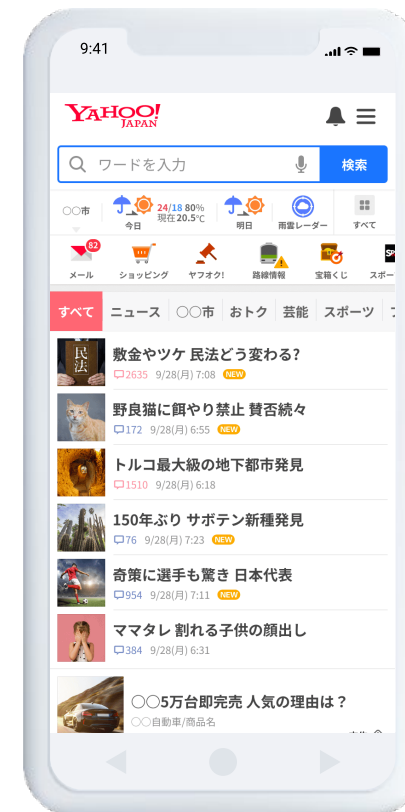 9:41
YAHOO!
JAPAN
ワードを入力
検索
〇〇市
24/18 80%
現在20.5℃
今日
明日
雨雲レーダー
すべて
82
メール
ショッピング
ヤフオク!
路線情報
宝箱くじ
スポー
すべて ニュース 〇〇市 おトク 芸能 スポーツ
民法
敷金やツケ 民法どう変わる?
2635 9/28(月) 7:08 NEW
野良猫に餌やり禁止 賛否続々
172 9/28(月) 6:55 NEW
トルコ最大級の地下都市発見
1510 9/28(月) 6:18
150年ぶり サボテン新種発見
76 9/28(月) 7:23 NEW
奇策に選手も驚き 日本代表
954 9/28(月) 7:11 NEW
ママタレ 割れる子供の顔出し
384 9/28(月) 6:31
〇〇5万台即完売 人気の理由は？
〇〇自動車/商品名